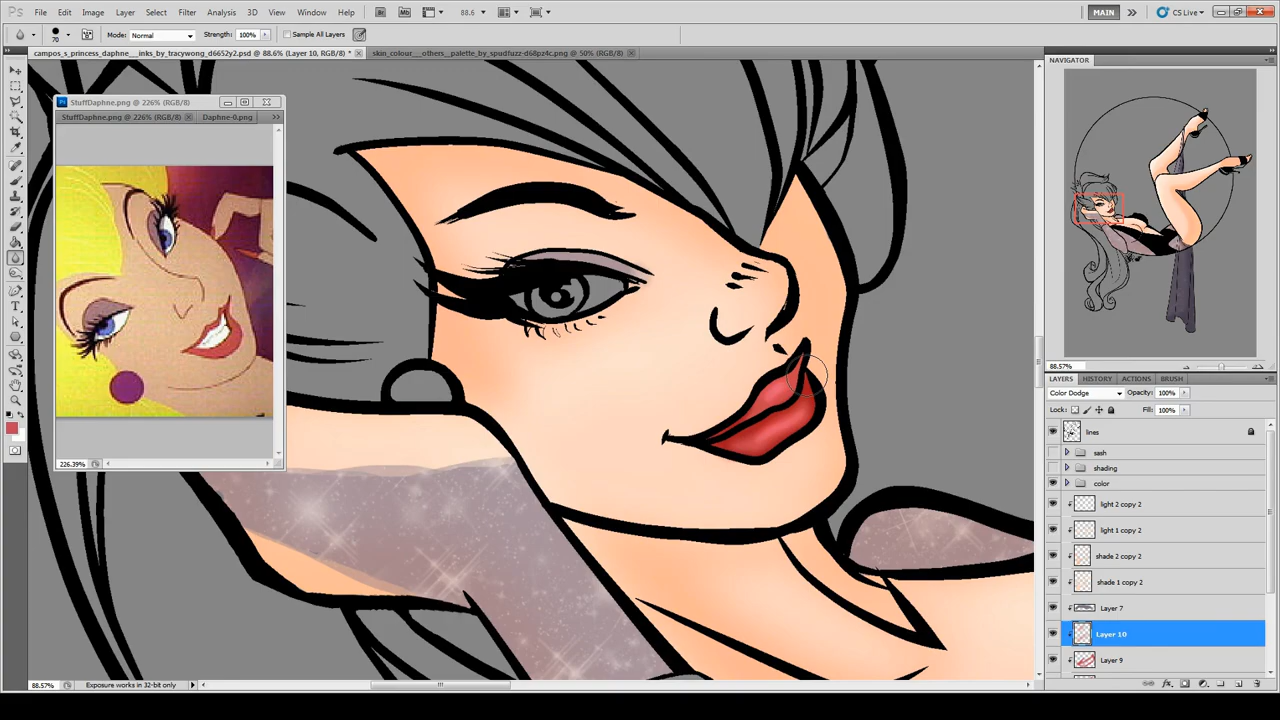 Ps File Edit Image Layer Select Filter Analysis 3D View Window Help Br Mb 88.6 MAIN CS Live
70 Mode: Normal Strength: 100% Sample All Layers
campos_s_princess_daphne___inks_by_tracywong_d6652y2.psd @ 88.6% (Layer 10, RGB/8) * skin_colour___others__palette_by_spudfuzz-d68pz4c.png @ 50% (RGB/8)
NAVIGATOR
StuffDaphne.png @ 226% (RGB/8)
StuffDaphne.png @ 226% (RGB/8) Daphne-0.png
226.39%
88.57%
LAYERS HISTORY ACTIONS BRUSH
Color Dodge Opacity: 100%
Lock: Fill: 100%
lines
sash
shading
color
light 2 copy 2
light 1 copy 2
shade 2 copy 2
shade 1 copy 2
Layer 7
Layer 10
Layer 9
88.57% Exposure works in 32-bit only